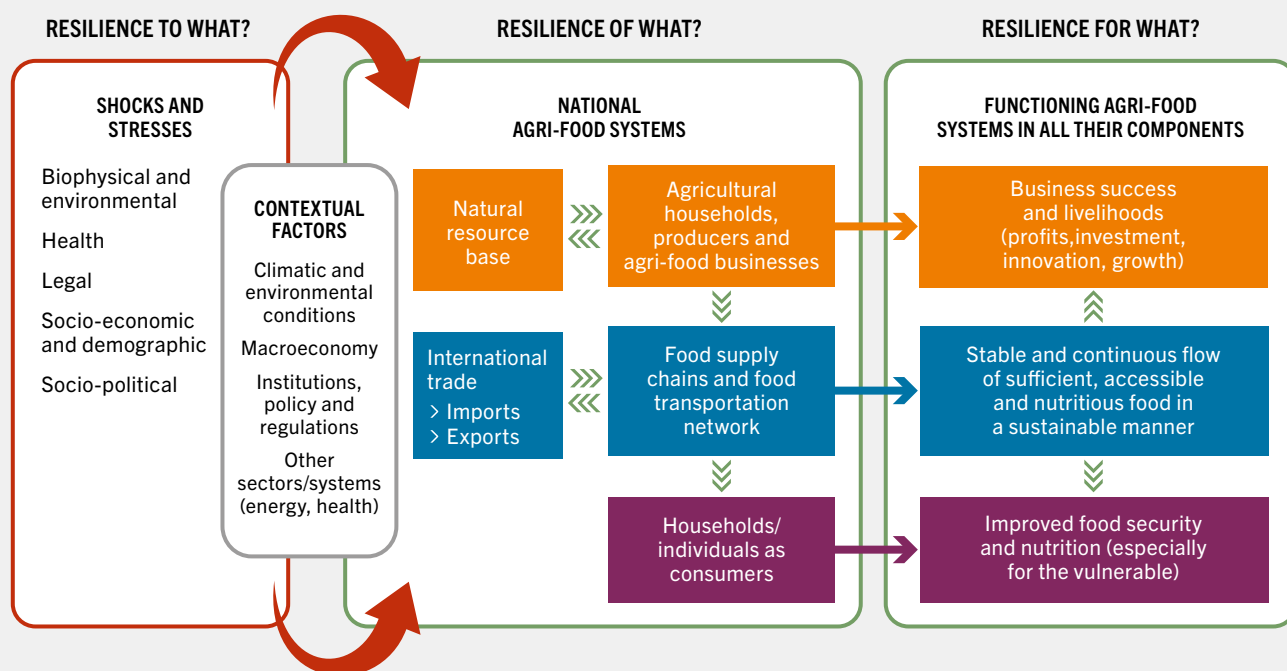 RESILIENCE TO WHAT?
SHOCKS AND
STRESSES
Biophysical and
environmental
Health
Legal
Socio-economic
and demographic
Socio-political
CONTEXTUAL
FACTORS
Climatic and
environmental
conditions
Macroeconomy
Institutions,
policy and
regulations
Other
sectors/systems
(energy, health)
RESILIENCE OF WHAT?
NATIONAL
AGRI-FOOD SYSTEMS
Natural
resource
base
Agricultural
households,
producers and
agri-food businesses
International
trade
> Imports
> Exports
Food supply
chains and food
transportation
network
Households/
individuals as
consumers
RESILIENCE FOR WHAT?
FUNCTIONING AGRI-FOOD
SYSTEMS IN ALL THEIR COMPONENTS
Business success
and livelihoods
(profits,investment,
innovation, growth)
Stable and continuous flow
of sufficient, accessible
and nutritious food in
a sustainable manner
Improved food security
and nutrition (especially
for the vulnerable)